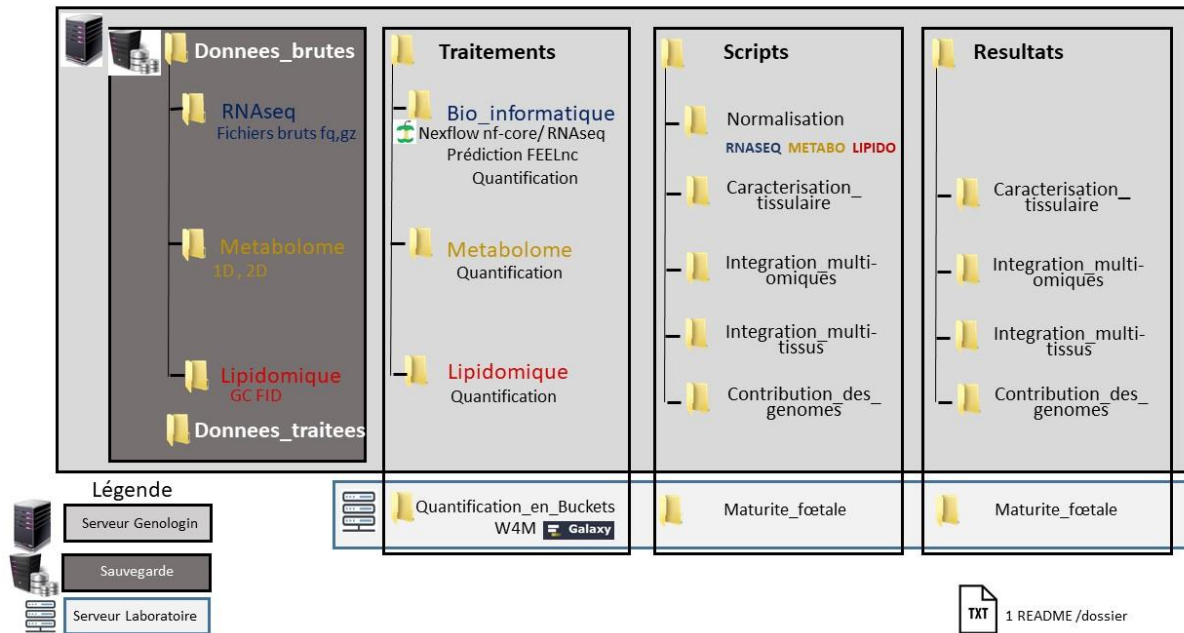 Donnees_brutes
RNAseq
Fichiers bruts fq,gz
Metabolome
1D , 2D
Lipidomique
GC FID
Donnees_traitees
Traitements
Bio_informatique
Nexflow nf-core/ RNAseq
Prédiction FEELnc
Quantification
Metabolome
Quantification
Lipidomique
Quantification
Scripts
Normalisation
RNASEQ METABO LIPIDO
Caracterisation_
tissulaire
Integration_multi-
omiques
Integration_multi-
tissus
Contribution_des_
genomes
Resultats
Caracterisation_
tissulaire
Integration_multi-
omiques
Integration_multi-
tissus
Contribution_des_
genomes
Quantification_en_Buckets
W4M Galaxy
Maturite_fœtale
Maturite_fœtale
Légende
Serveur Genologin
Sauvegarde
Serveur Laboratoire
TXT 1 README /dossier